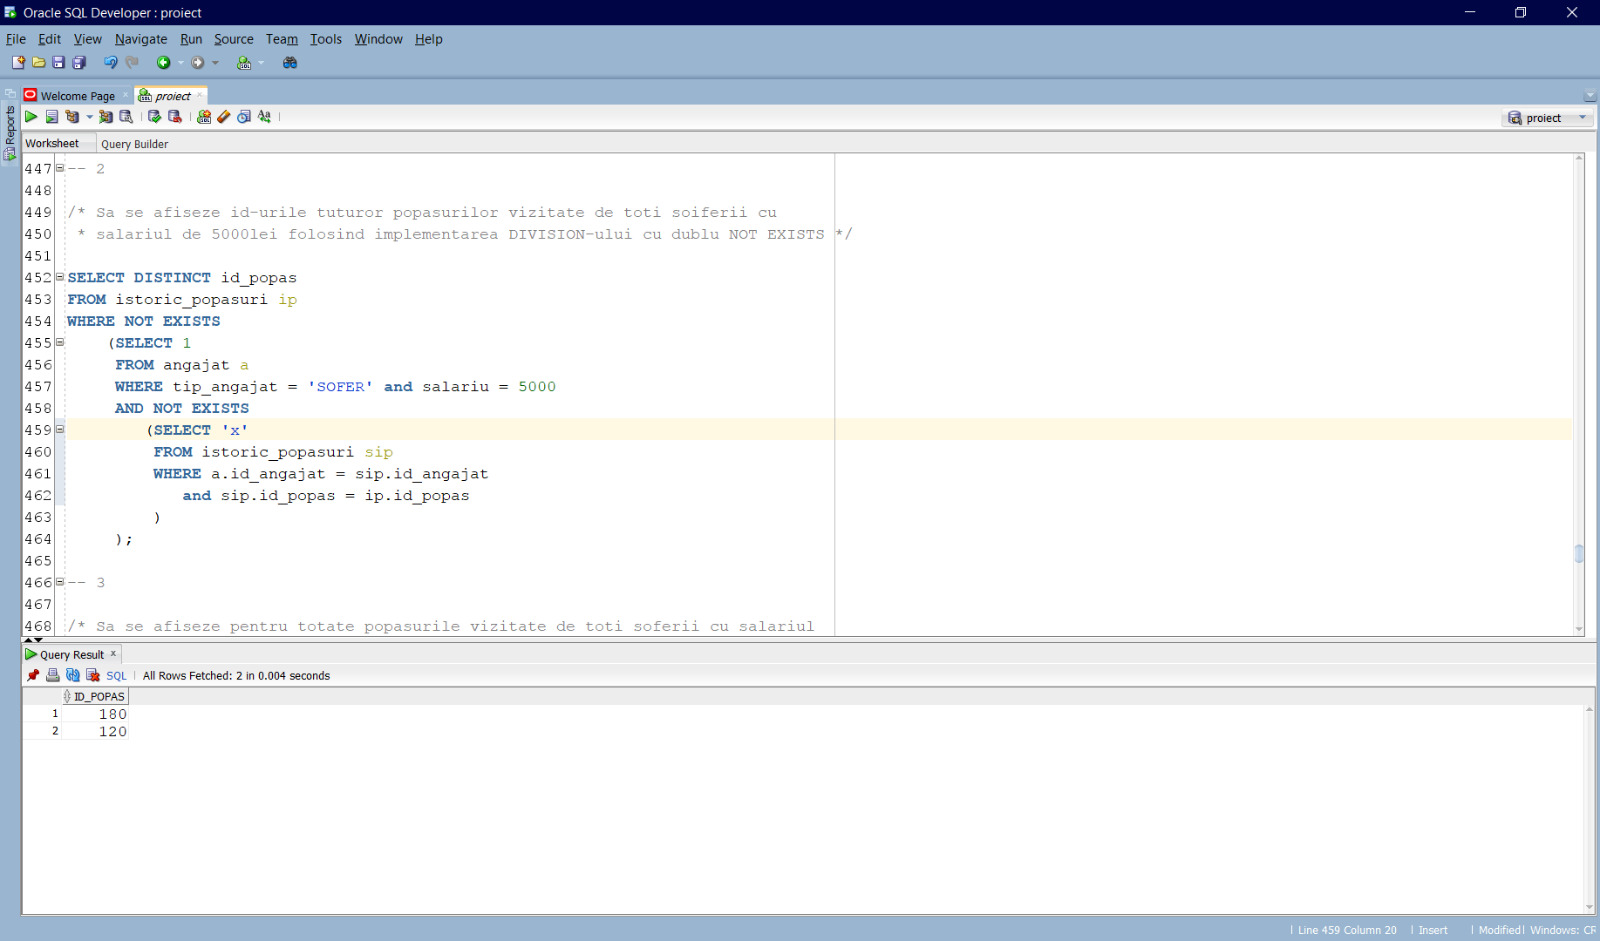 Oracle SQL Developer : proiect
File Edit View Navigate Run Source Team Tools Window Help
Reports
Welcome Page
proiect
proiect
Worksheet Query Builder
447 -- 2
448
449 /* Sa se afiseze id-urile tuturor popasurilor vizitate de toti soiferii cu
450 * salariul de 5000lei folosind implementarea DIVISION-ului cu dublu NOT EXISTS */
451
452 SELECT DISTINCT id_popas
453 FROM istoric_popasuri ip
454 WHERE NOT EXISTS
455 (SELECT 1
456 FROM angajat a
457 WHERE tip_angajat = 'SOFER' and salariu = 5000
458 AND NOT EXISTS
459 (SELECT 'x'
460 FROM istoric_popasuri sip
461 WHERE a.id_angajat = sip.id_angajat
462 and sip.id_popas = ip.id_popas
463 )
464 );
465
466 -- 3
467
468 /* Sa se afiseze pentru totate popasurile vizitate de toti soferii cu salariul
Query Result
SQL | All Rows Fetched: 2 in 0.004 seconds
ID_POPAS
1 180
2 120
Line 459 Column 20 | Insert | Modified | Windows: CR